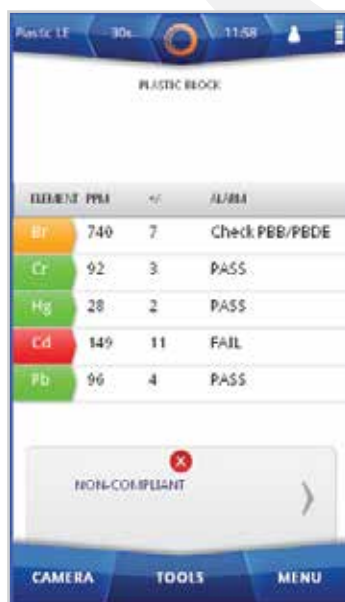 Plastic LE 30s 11:58
PLASTIC BLOCK
ELEMENT PPM +/- ALARM
Br 740 7 Check PBB/PBDE
Cr 92 3 PASS
Hg 28 2 PASS
Cd 149 11 FAIL
Pb 96 4 PASS
NON-COMPLIANT
CAMERA TOOLS MENU